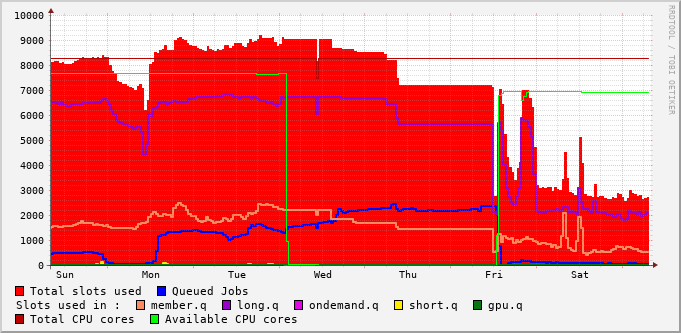 10000
9000
8000
7000
6000
5000
4000
3000
2000
1000
0
Sun Mon Tue Wed Thu Fri Sat
RRDTOOL / TOBI OETIKER
Total slots used Queued Jobs
Slots used in : member.q long.q ondemand.q short.q gpu.q
Total CPU cores Available CPU cores